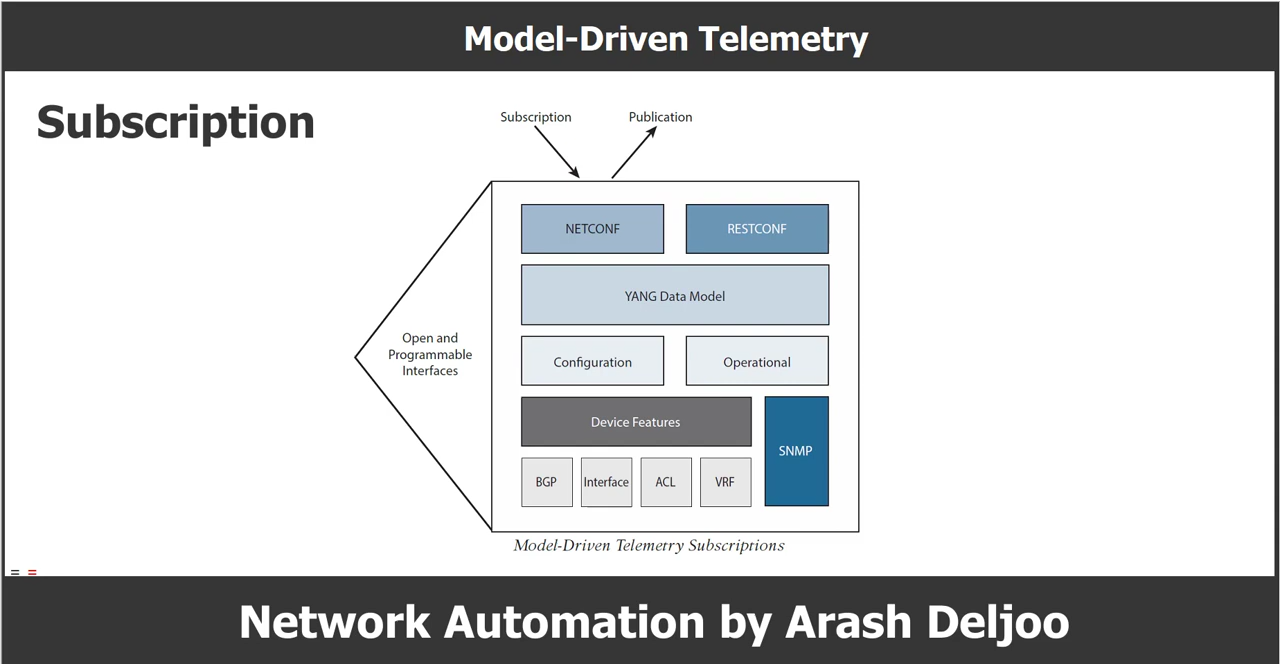 Model-Driven Telemetry
Subscription
Subscription
Publication
NETCONF
RESTCONF
YANG Data Model
Open and
Programmable
Interfaces
Configuration
Operational
Device Features
SNMP
BGP
Interface
ACL
VRF
Model-Driven Telemetry Subscriptions
Network Automation by Arash Deljoo